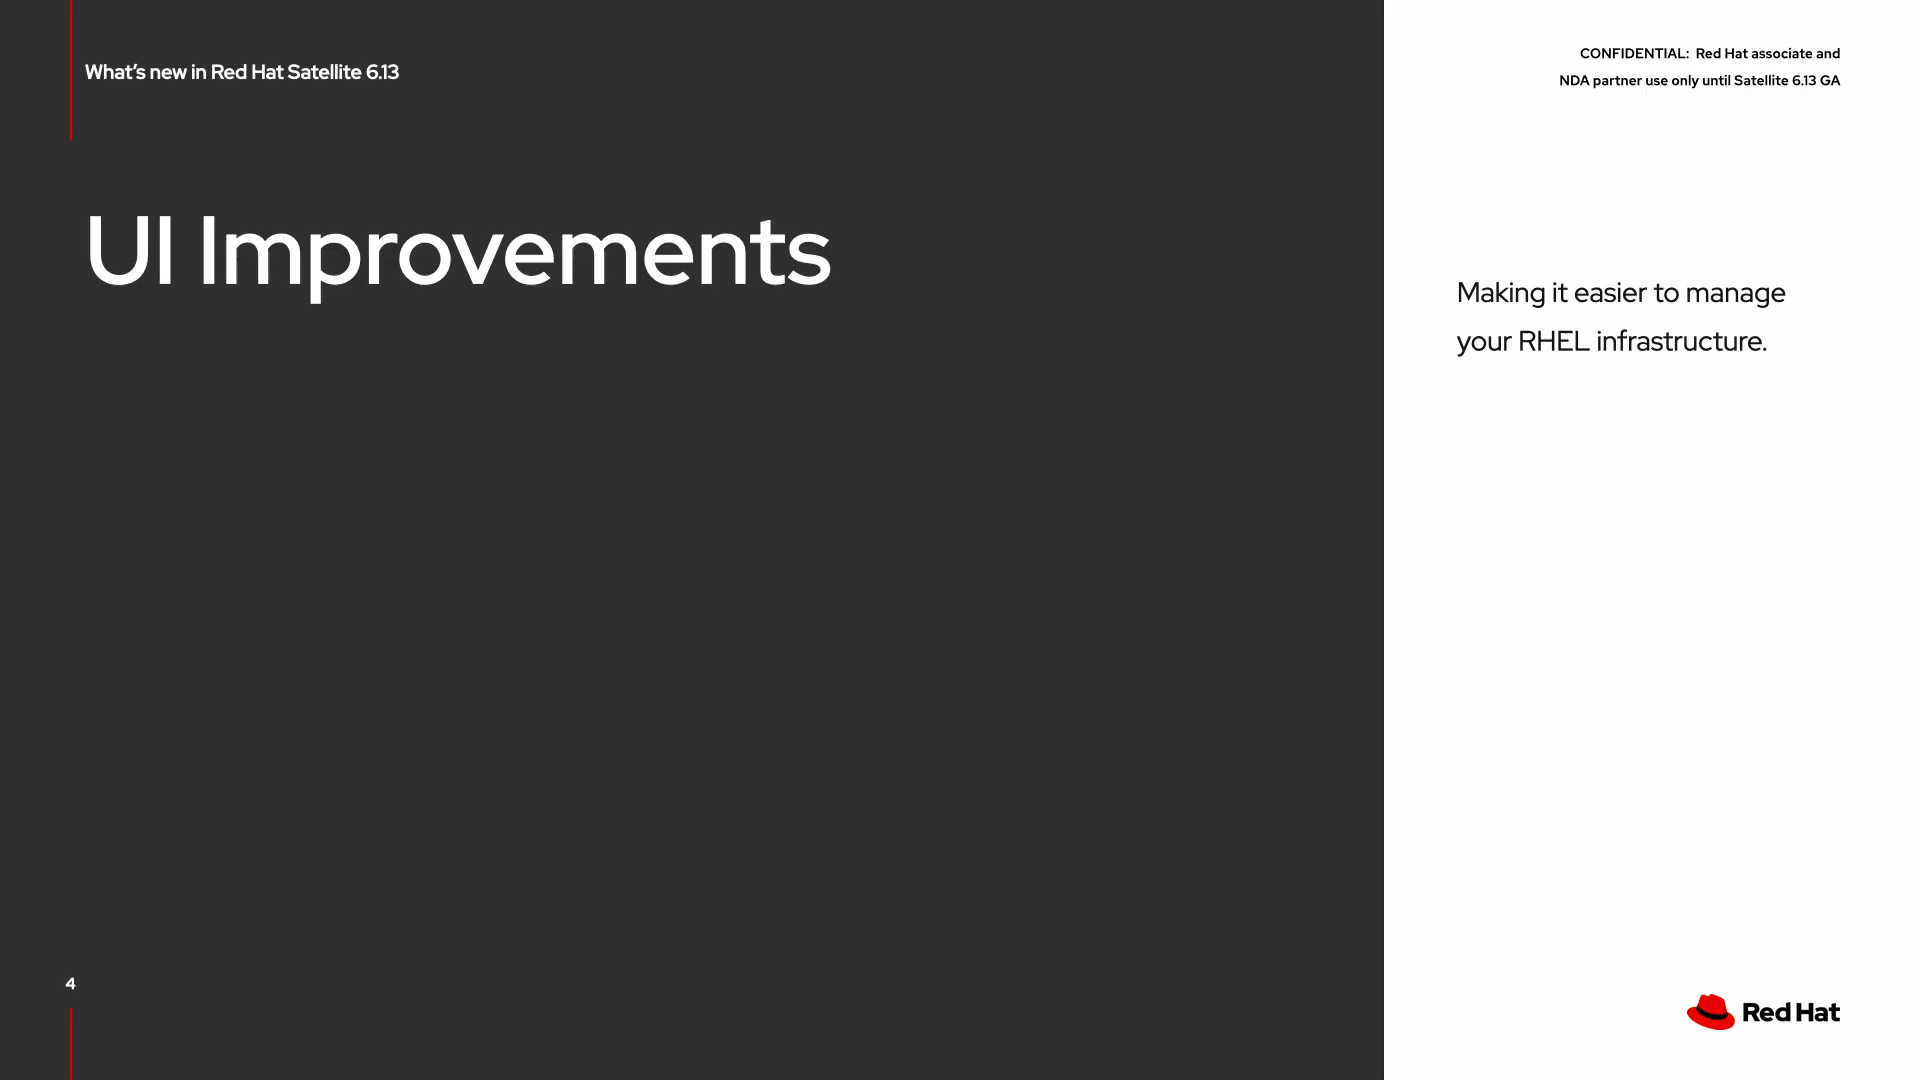 What’s new in Red Hat Satellite 6.13
CONFIDENTIAL: Red Hat associate and
NDA partner use only until Satellite 6.13 GA
UI Improvements
Making it easier to manage
your RHEL infrastructure.
4
Red Hat